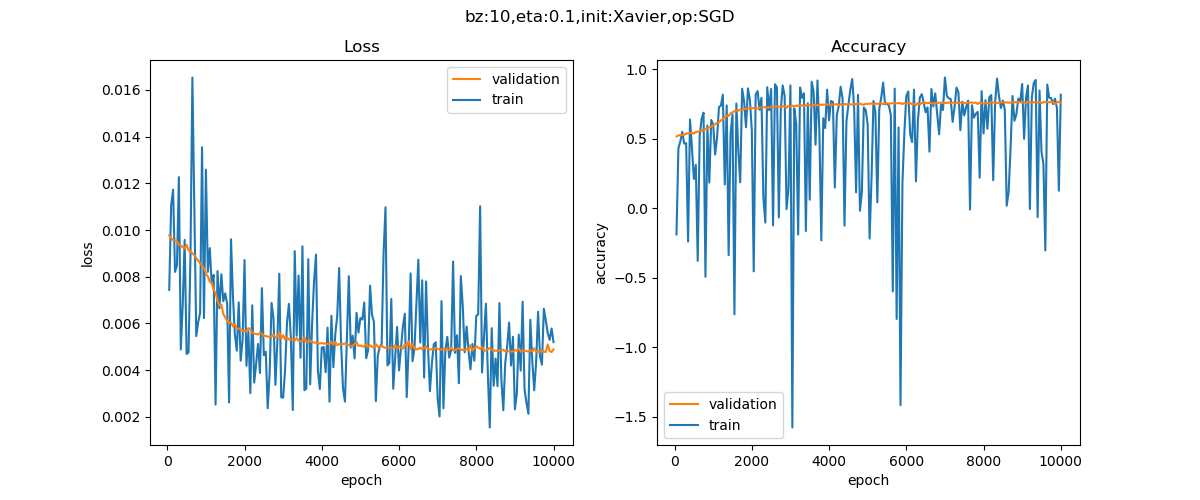 bz:10,eta:0.1,init:Xavier,op:SGD
Loss
validation
train
0.016
0.014
0.012
0.010
0.008
0.006
0.004
0.002
loss
0
2000
4000
6000
8000
10000
epoch
Accuracy
1.0
0.5
0.0
−0.5
−1.0
−1.5
accuracy
validation
train
0
2000
4000
6000
8000
10000
epoch